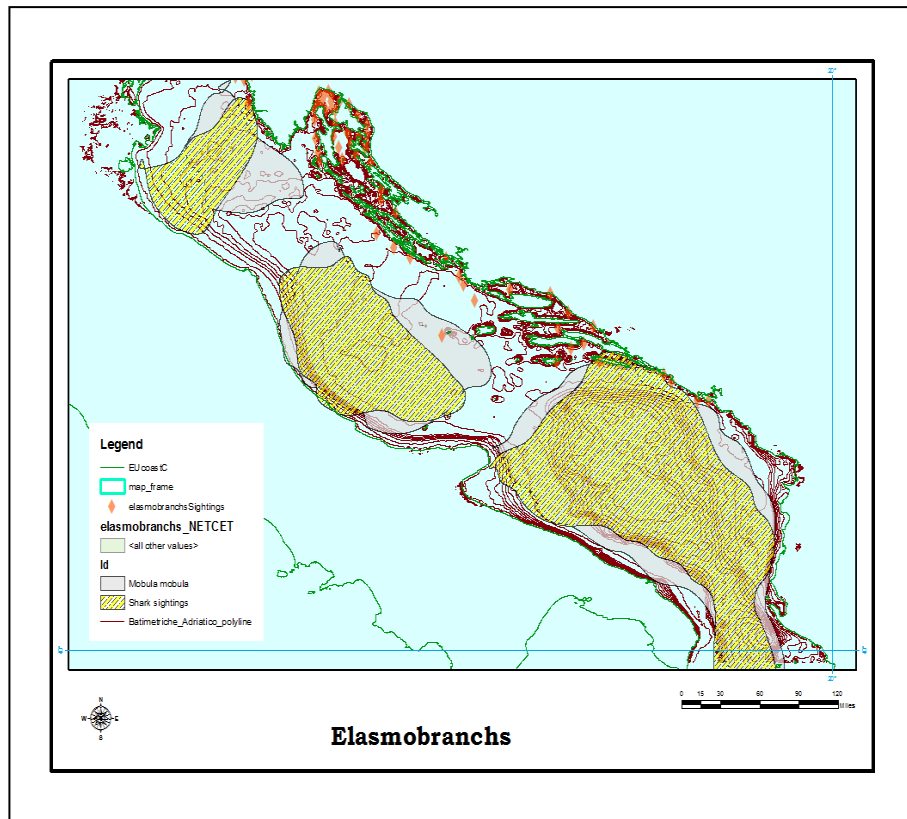 Legend
EUcoastC
map_frame
elasmobranchsSightings
elasmobranchs_NETCET
<all other values>
Id
Mobula mobula
Shark sightings
Batimetriche_Adriatico_polyline
N
W
E
S
0 15 30 60 90 120
Miles
Elasmobranchs